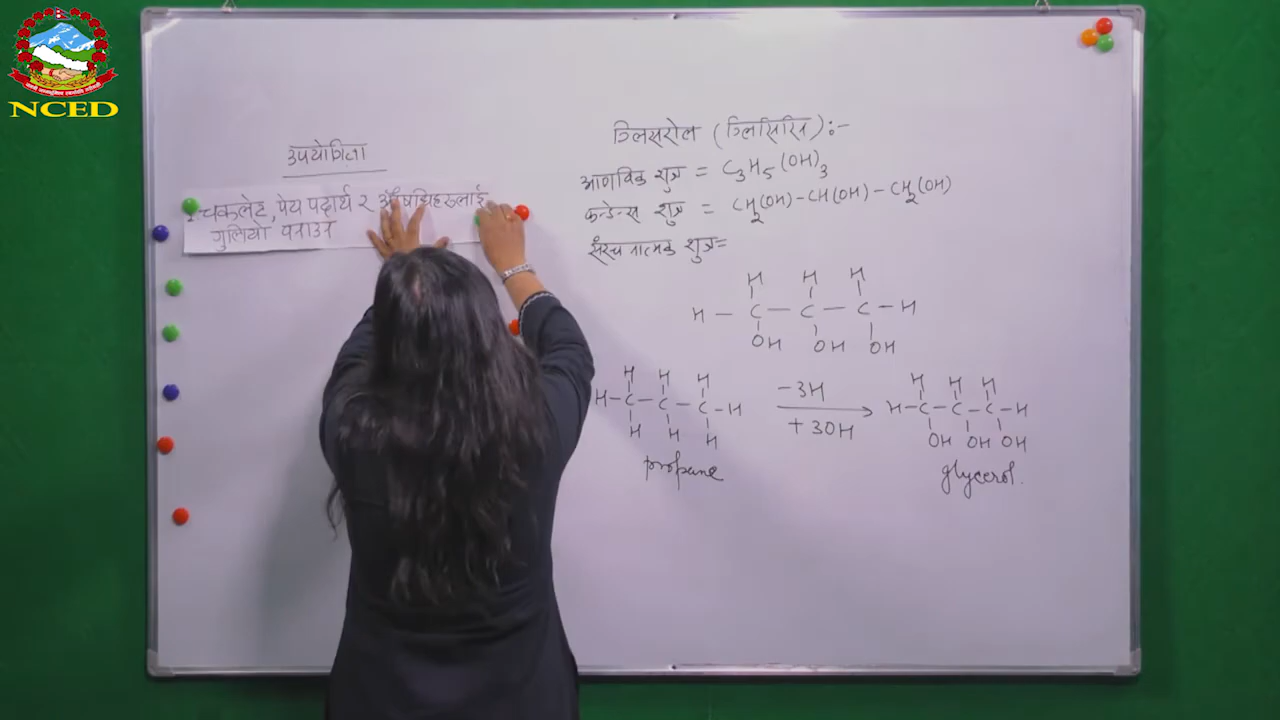 NCED
उपयोगिता
चकलेट, पेय पदार्थ र औषधिहरुलाई
गुलियो बनाउन
ग्लिसरोल (ग्लिसिरिन) :-
आणविक शुत्र = C3H5(OH)3
कन्डेन्स शुत्र = CH2(OH)-CH(OH)-CH2(OH)
संरचनात्मक शुत्र=
H H H
H - C - C - C - H
OH OH OH
H H H
H-C-C-C-H
H H H
propane
-3H
+ 3OH
H H H
H-C-C-C-H
OH OH OH
glycerol.